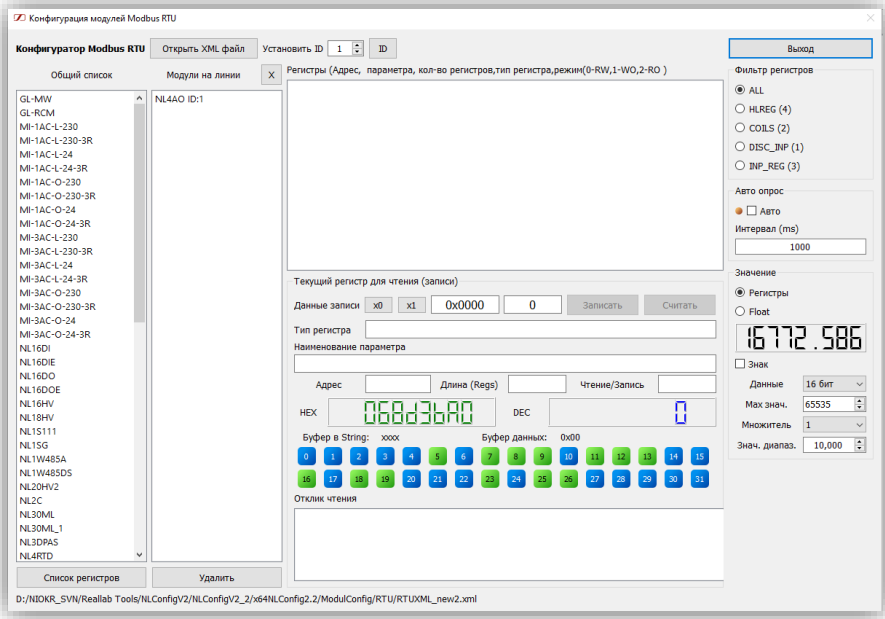 Конфигурация модулей Modbus RTU
Конфигуратор Modbus RTU Открыть XML файл Установить ID 1 ID Выход
Общий список Модули на линии X Регистры (Адрес, параметра, кол-во регистров,тип регистра,режим(0-RW,1-WO,2-RO )
GL-MW
GL-RCM
MI-1AC-L-230
MI-1AC-L-230-3R
MI-1AC-L-24
MI-1AC-L-24-3R
MI-1AC-O-230
MI-1AC-O-230-3R
MI-1AC-O-24
MI-1AC-O-24-3R
MI-3AC-L-230
MI-3AC-L-230-3R
MI-3AC-L-24
MI-3AC-L-24-3R
MI-3AC-O-230
MI-3AC-O-230-3R
MI-3AC-O-24
MI-3AC-O-24-3R
NL16DI
NL16DIE
NL16DO
NL16DOE
NL16HV
NL18HV
NL1S111
NL1SG
NL1W485A
NL1W485DS
NL20HV2
NL2C
NL30ML
NL30ML_1
NL3DPAS
NL4RTD
Список регистров
NL4AO ID:1
Удалить
Текущий регистр для чтения (записи)
Данные записи x0 x1 0x0000 0 Записать Считать
Тип регистра
Наименование параметра
Адрес Длина (Regs) Чтение/Запись
HEX 068d3bA0 DEC 0
Буфер в String: xxxx Буфер данных: 0x00
0 1 2 3 4 5 6 7 8 9 10 11 12 13 14 15
16 17 18 19 20 21 22 23 24 25 26 27 28 29 30 31
Отклик чтения
Фильтр регистров
ALL
HLREG (4)
COILS (2)
DISC_INP (1)
INP_REG (3)
Авто опрос
Авто
Интервал (ms)
1000
Значение
Регистры
Float
16772.586
Знак
Данные 16 бит
Max знач. 65535
Множитель 1
Знач. диапаз. 10,000
D:/NIOKR_SVN/Reallab Tools/NLConfigV2/NLConfigV2_2/x64NLConfig2.2/ModulConfig/RTU/RTUXML_new2.xml